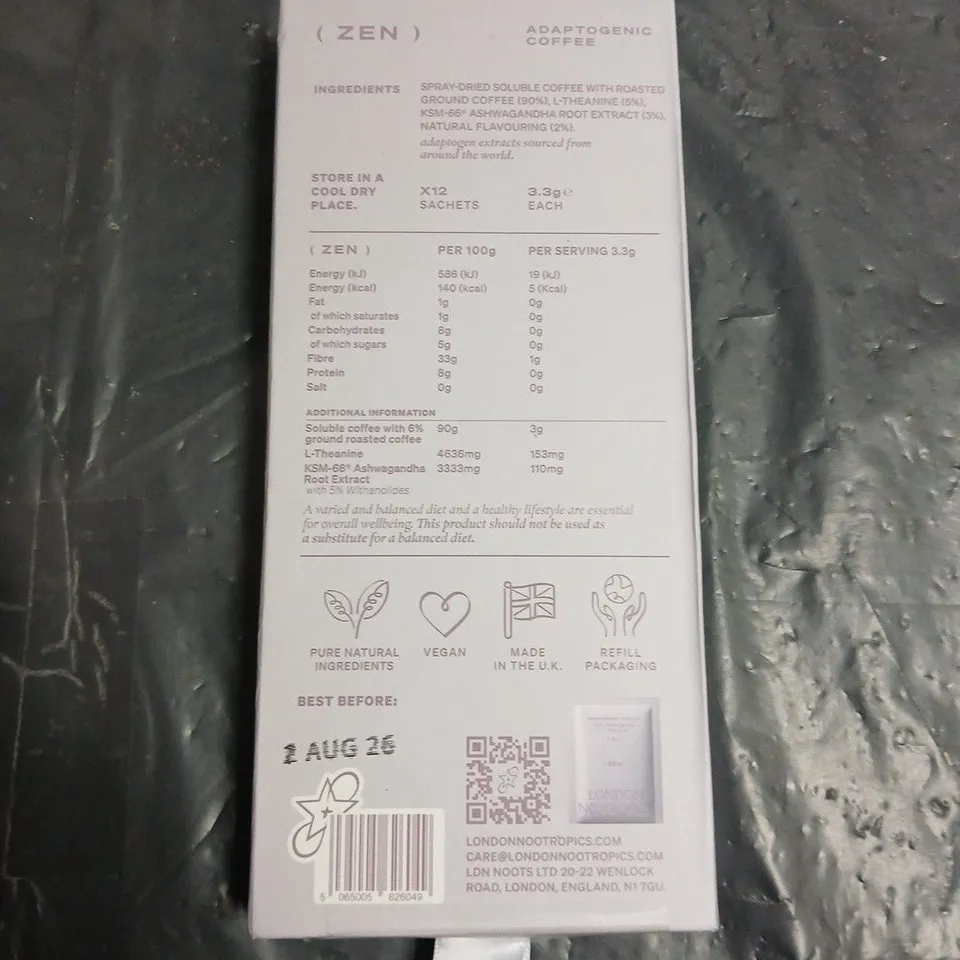 ( ZEN )
ADAPTOGENIC
COFFEE
INGREDIENTS
SPRAY-DRIED SOLUBLE COFFEE WITH ROASTED
GROUND COFFEE (90%), L-THEANINE (5%),
KSM-66® ASHWAGANDHA ROOT EXTRACT (3%),
NATURAL FLAVOURING (2%).
adaptogen extracts sourced from
around the world.
STORE IN A
COOL DRY
PLACE.
X12
SACHETS
3.3g℮
EACH
( ZEN ) PER 100g PER SERVING 3.3g
Energy (kJ) 586 (kJ) 19 (kJ)
Energy (kcal) 140 (kcal) 5 (Kcal)
Fat 1g 0g
of which saturates 1g 0g
Carbohydrates 8g 0g
of which sugars 5g 0g
Fibre 33g 1g
Protein 8g 0g
Salt 0g 0g
ADDITIONAL INFORMATION
Soluble coffee with 6% 90g 3g
ground roasted coffee
L-Theanine 4636mg 153mg
KSM-66® Ashwagandha 3333mg 110mg
Root Extract
with 5% Withanolides
A varied and balanced diet and a healthy lifestyle are essential
for overall wellbeing. This product should not be used as
a substitute for a balanced diet.
PURE NATURAL
INGREDIENTS
VEGAN
MADE
IN THE U.K.
REFILL
PACKAGING
BEST BEFORE:
AUG 26
LONDON
LONDONNOOTROPICS.COM
CARE@LONDONNOOTROPICS.COM
LDN NOOTS LTD 20-22 WENLOCK
ROAD, LONDON, ENGLAND, N1 7GU.
5 065005 626049